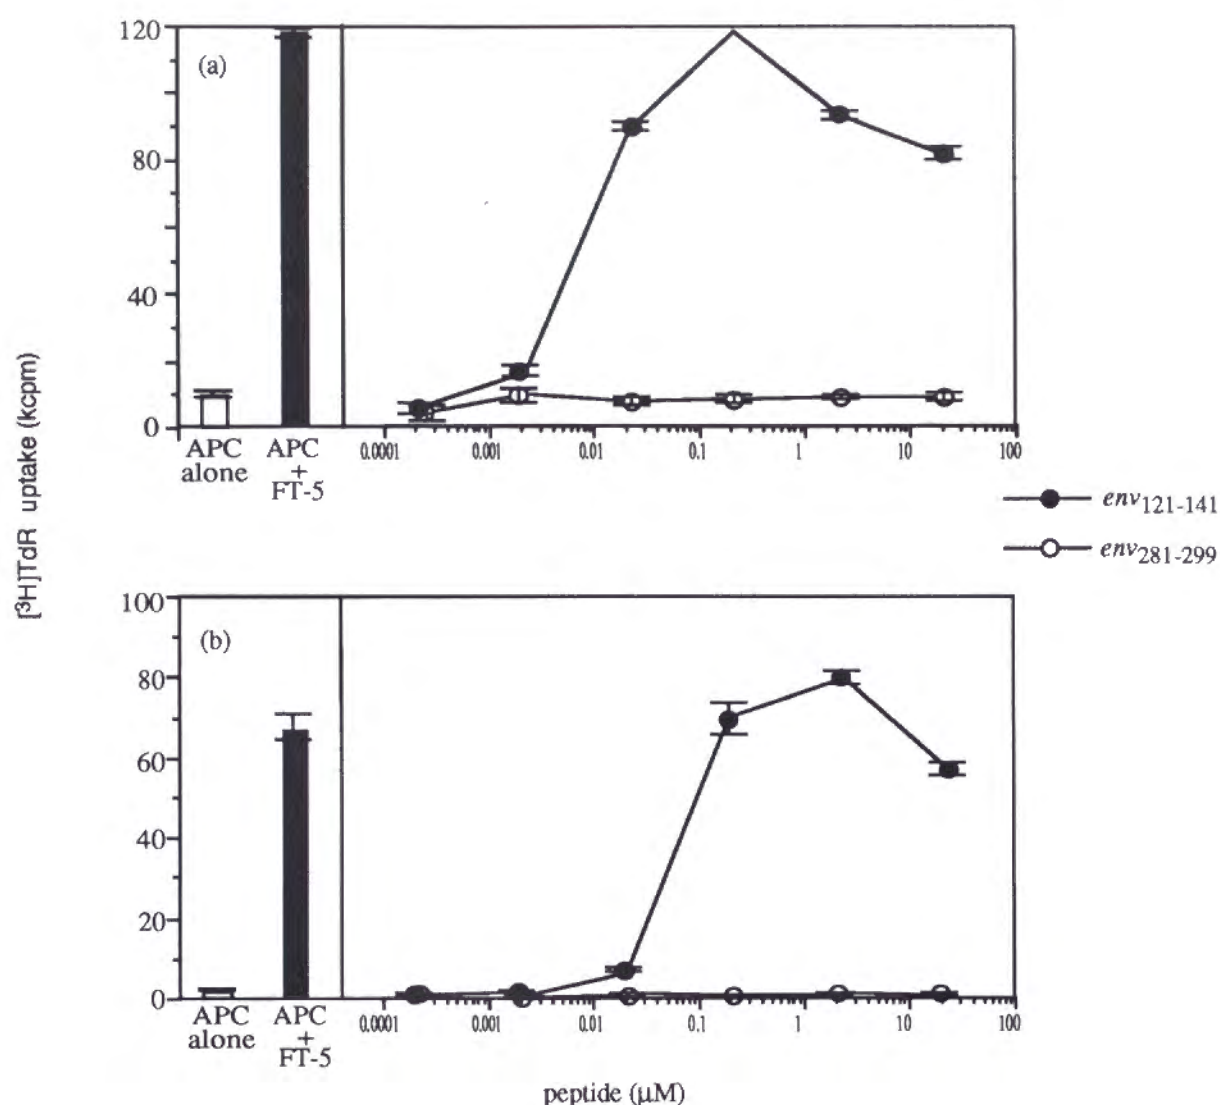 120
(a)
80
40
0
APC
alone
APC
+
FT-5
0.0001
0.001
0.01
0.1
1
10
100
[³H]TdR uptake (kcpm)
env121-141
env281-299
100
(b)
80
60
40
20
0
APC
alone
APC
+
FT-5
0.0001
0.001
0.01
0.1
1
10
100
peptide (µM)